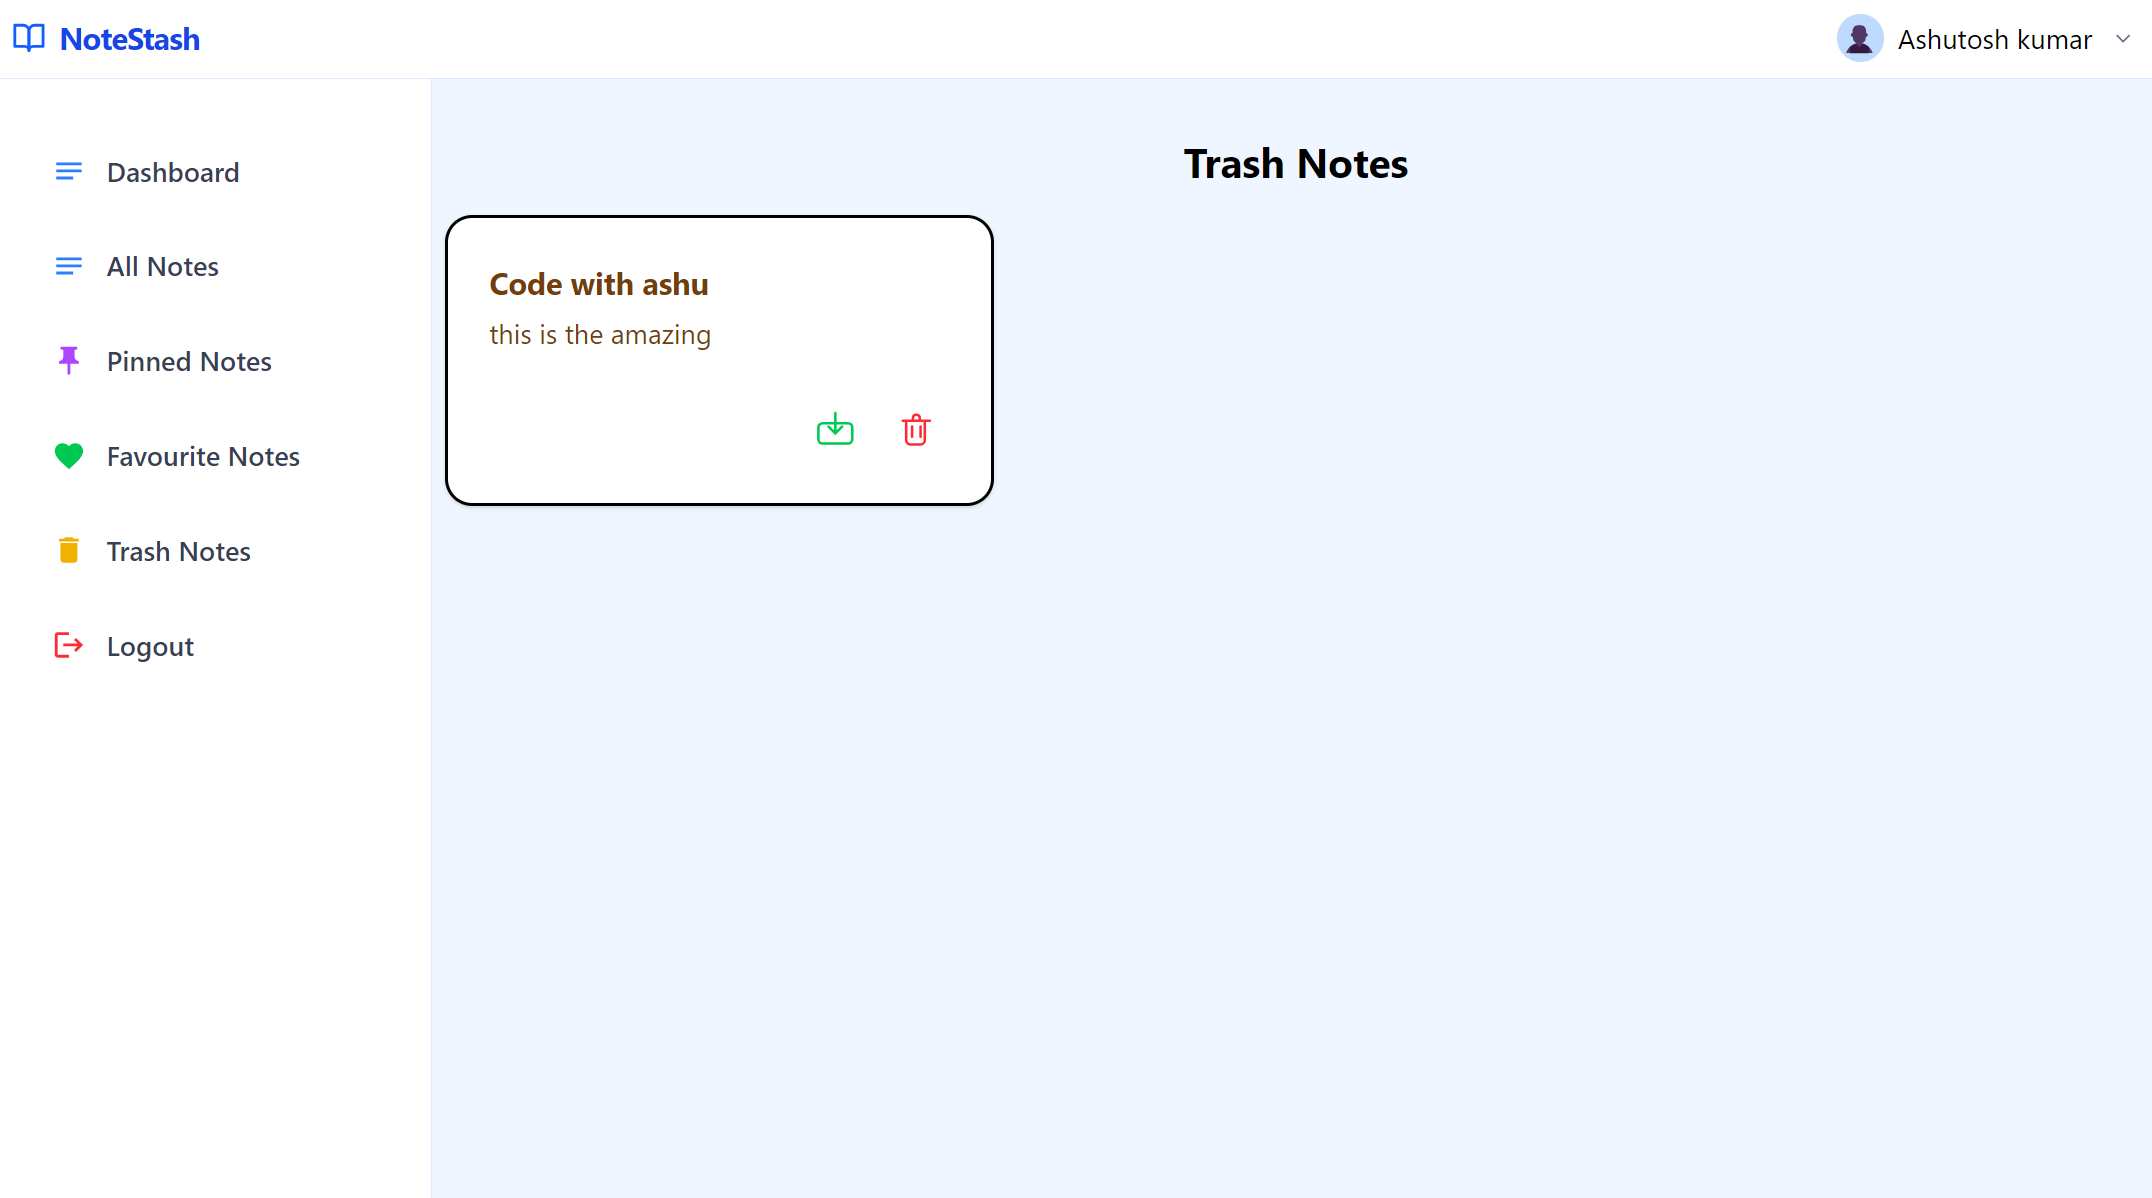 NoteStash
Ashutosh kumar
Dashboard
All Notes
Pinned Notes
Favourite Notes
Trash Notes
Logout
Trash Notes
Code with ashu
this is the amazing